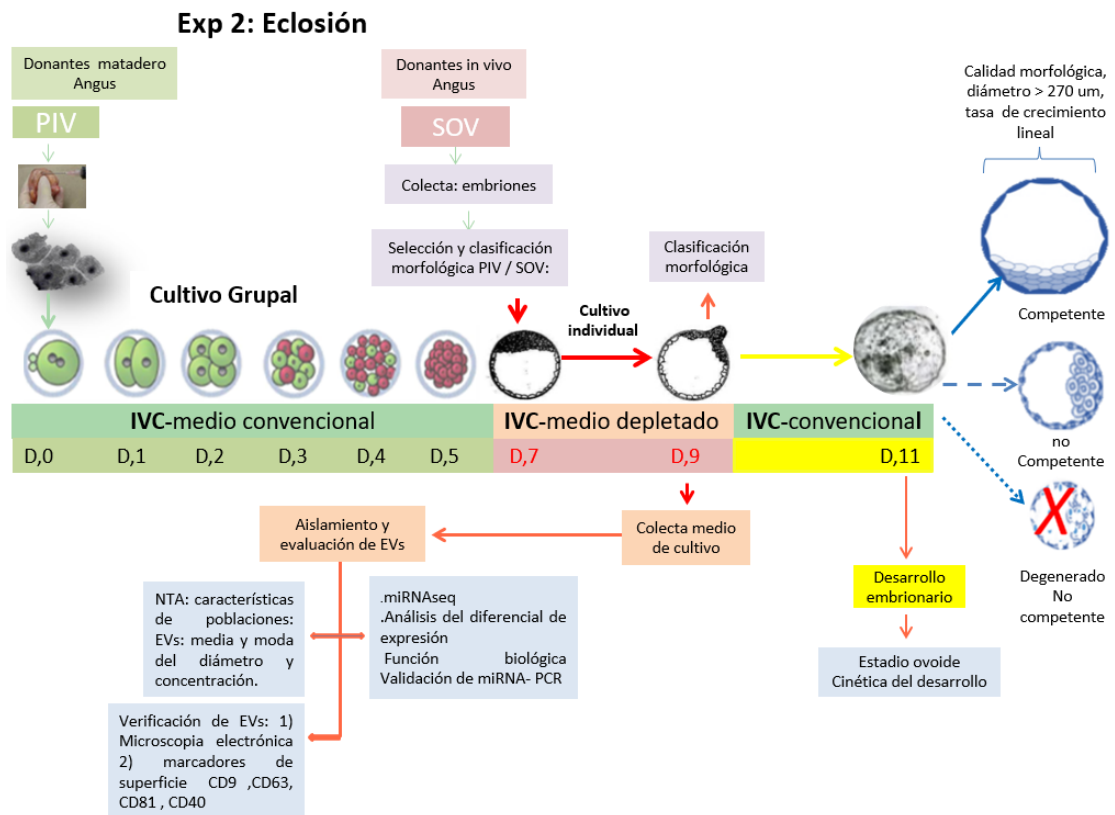 Exp 2: Eclosión
Donantes matadero
Angus
PIV
Donantes in vivo
Angus
SOV
Colecta: embriones
Selección y clasificación
morfológica PIV / SOV:
Clasificación
morfológica
Calidad morfológica,
diámetro > 270 um,
tasa de crecimiento
lineal
Cultivo Grupal
Cultivo
individual
Competente
no
Competente
X
Degenerado
No
competente
IVC-medio convencional
IVC-medio depletado
IVC-convencional
D,0
D,1
D,2
D,3
D,4
D,5
D,7
D,9
D,11
Aislamiento y
evaluación de EVs
Colecta medio
de cultivo
Desarrollo
embrionario
Estadio ovoide
Cinética del desarrollo
NTA: características
de poblaciones:
EVs: media y moda
del diámetro y
concentración.
.miRNAseq
.Análisis del diferencial de
expresión
Función biológica
Validación de miRNA- PCR
Verificación de EVs: 1)
Microscopia electrónica
2) marcadores de
superficie CD9 ,CD63,
CD81 , CD40